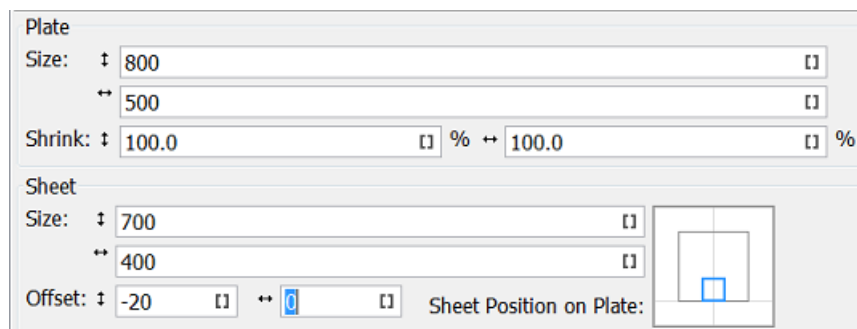 Plate
Size: ↕ 800 []
↔ 500 []
Shrink: ↕ 100.0 [] % ↔ 100.0 [] %
Sheet
Size: ↕ 700 []
↔ 400 []
Offset: ↕ -20 [] ↔ 0 [] Sheet Position on Plate: